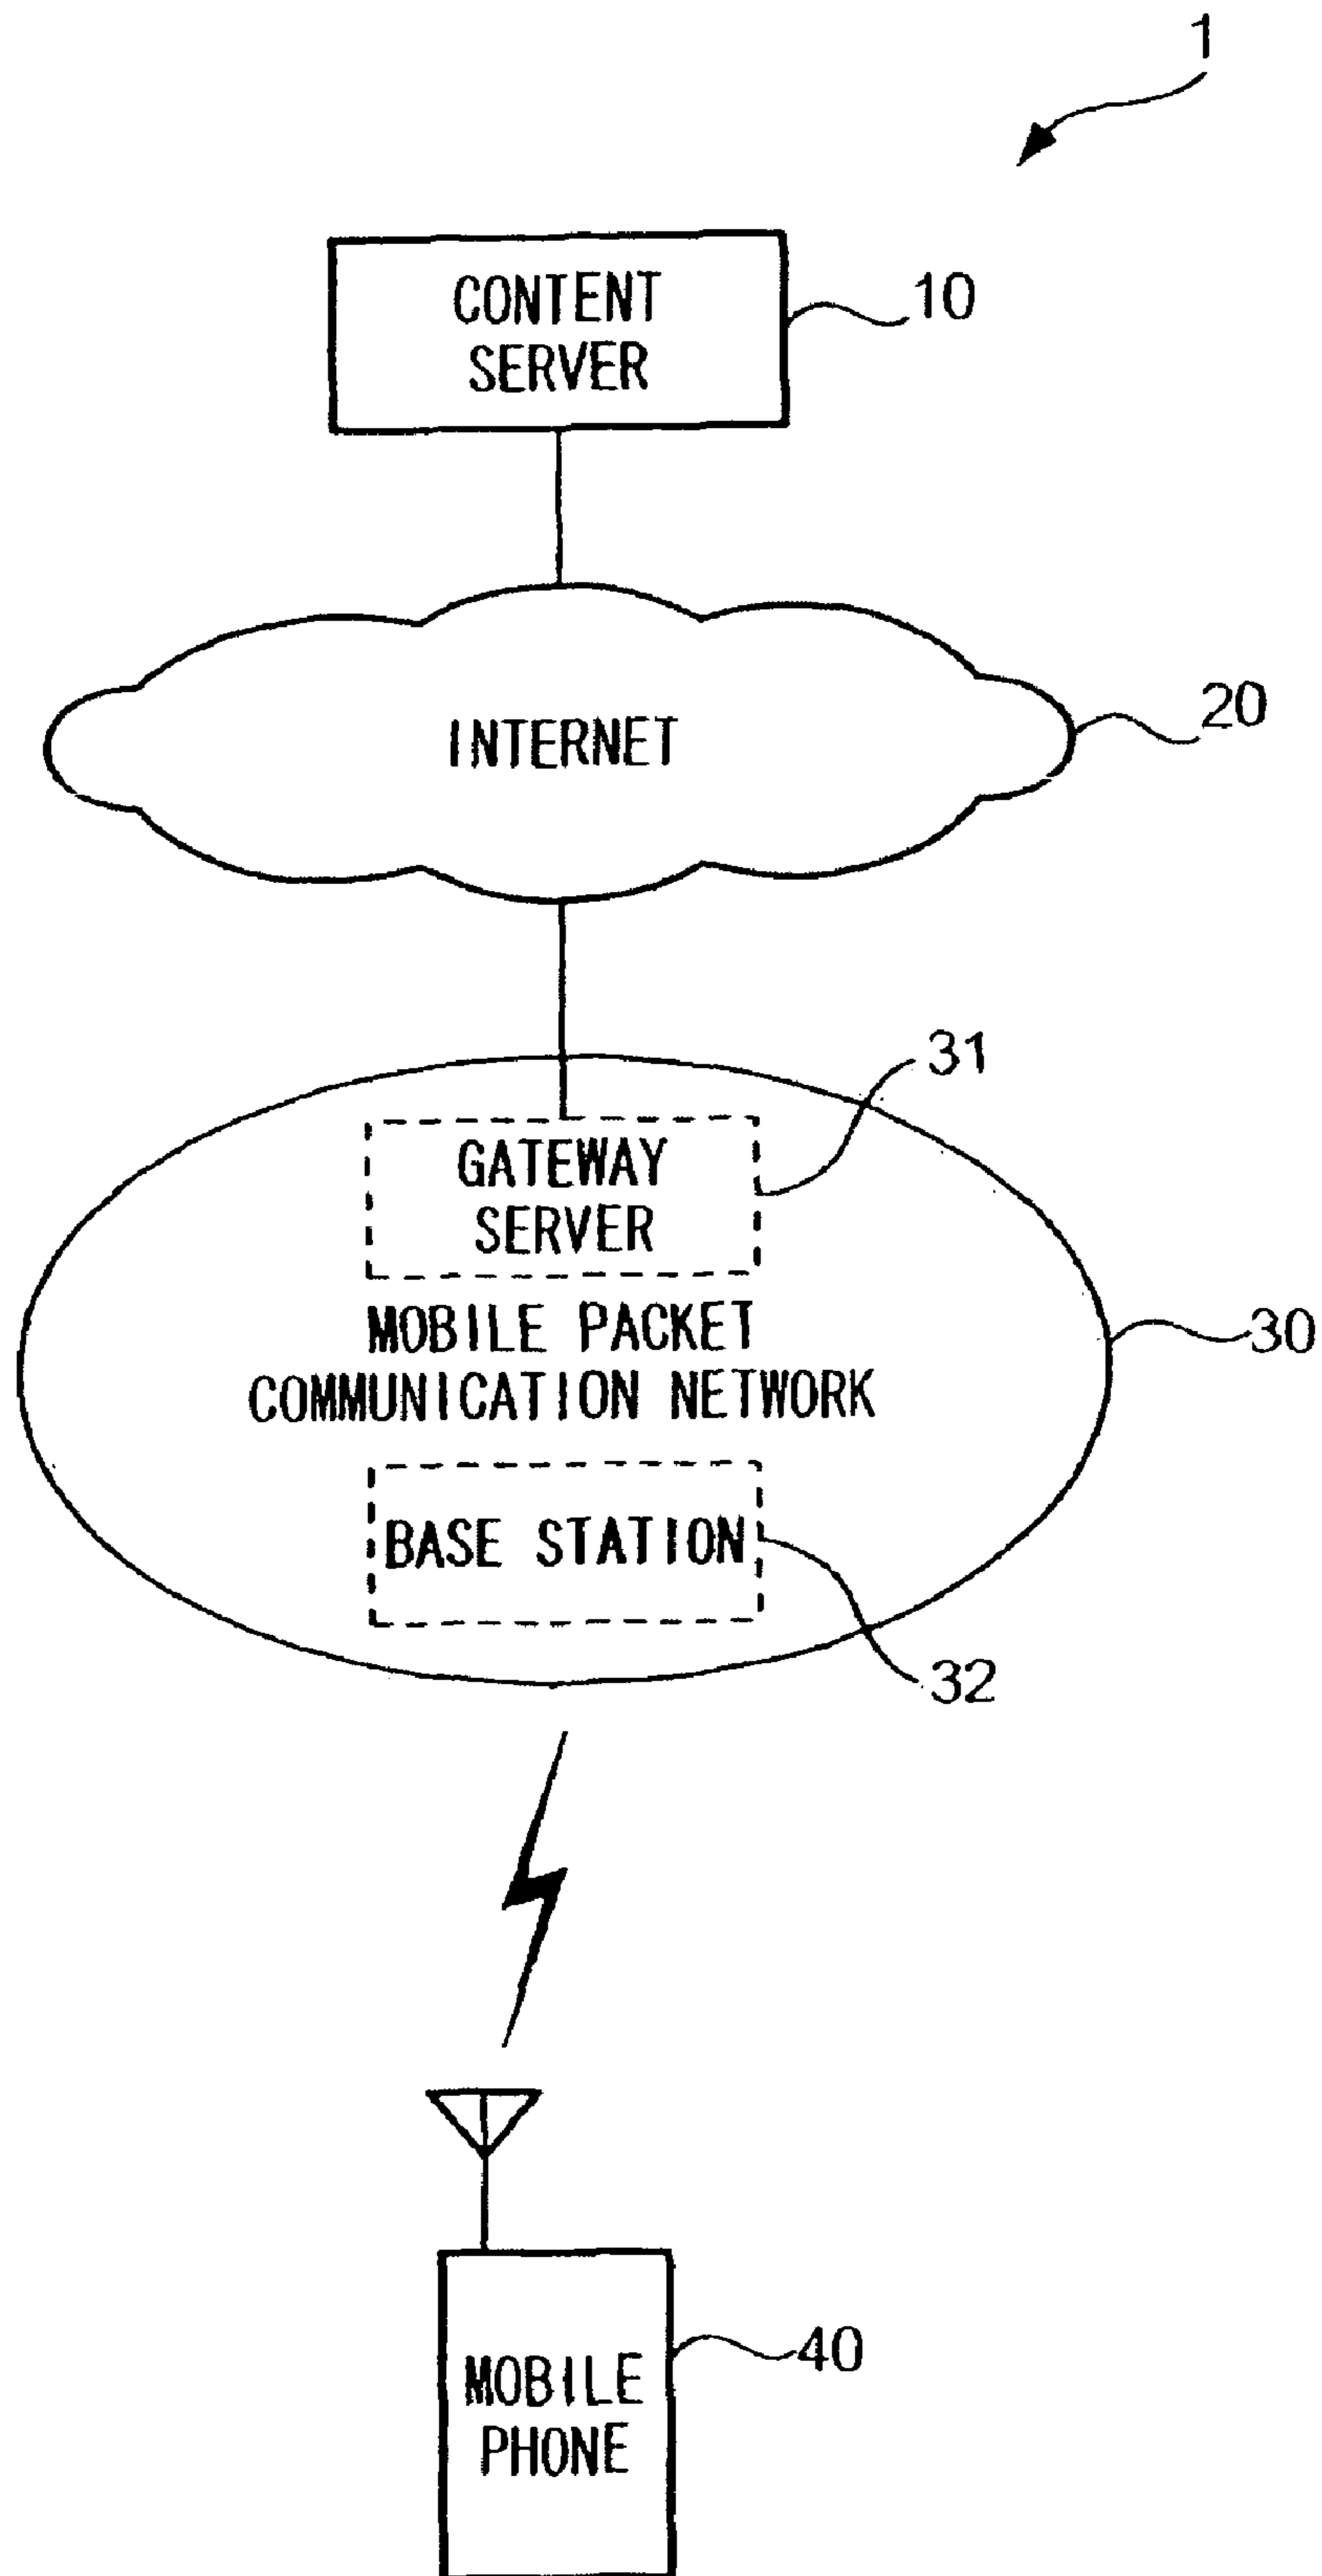 1
CONTENT
SERVER
10
INTERNET
20
31
GATEWAY
SERVER
MOBILE PACKET
COMMUNICATION NETWORK
30
BASE STATION
32
40
MOBILE
PHONE